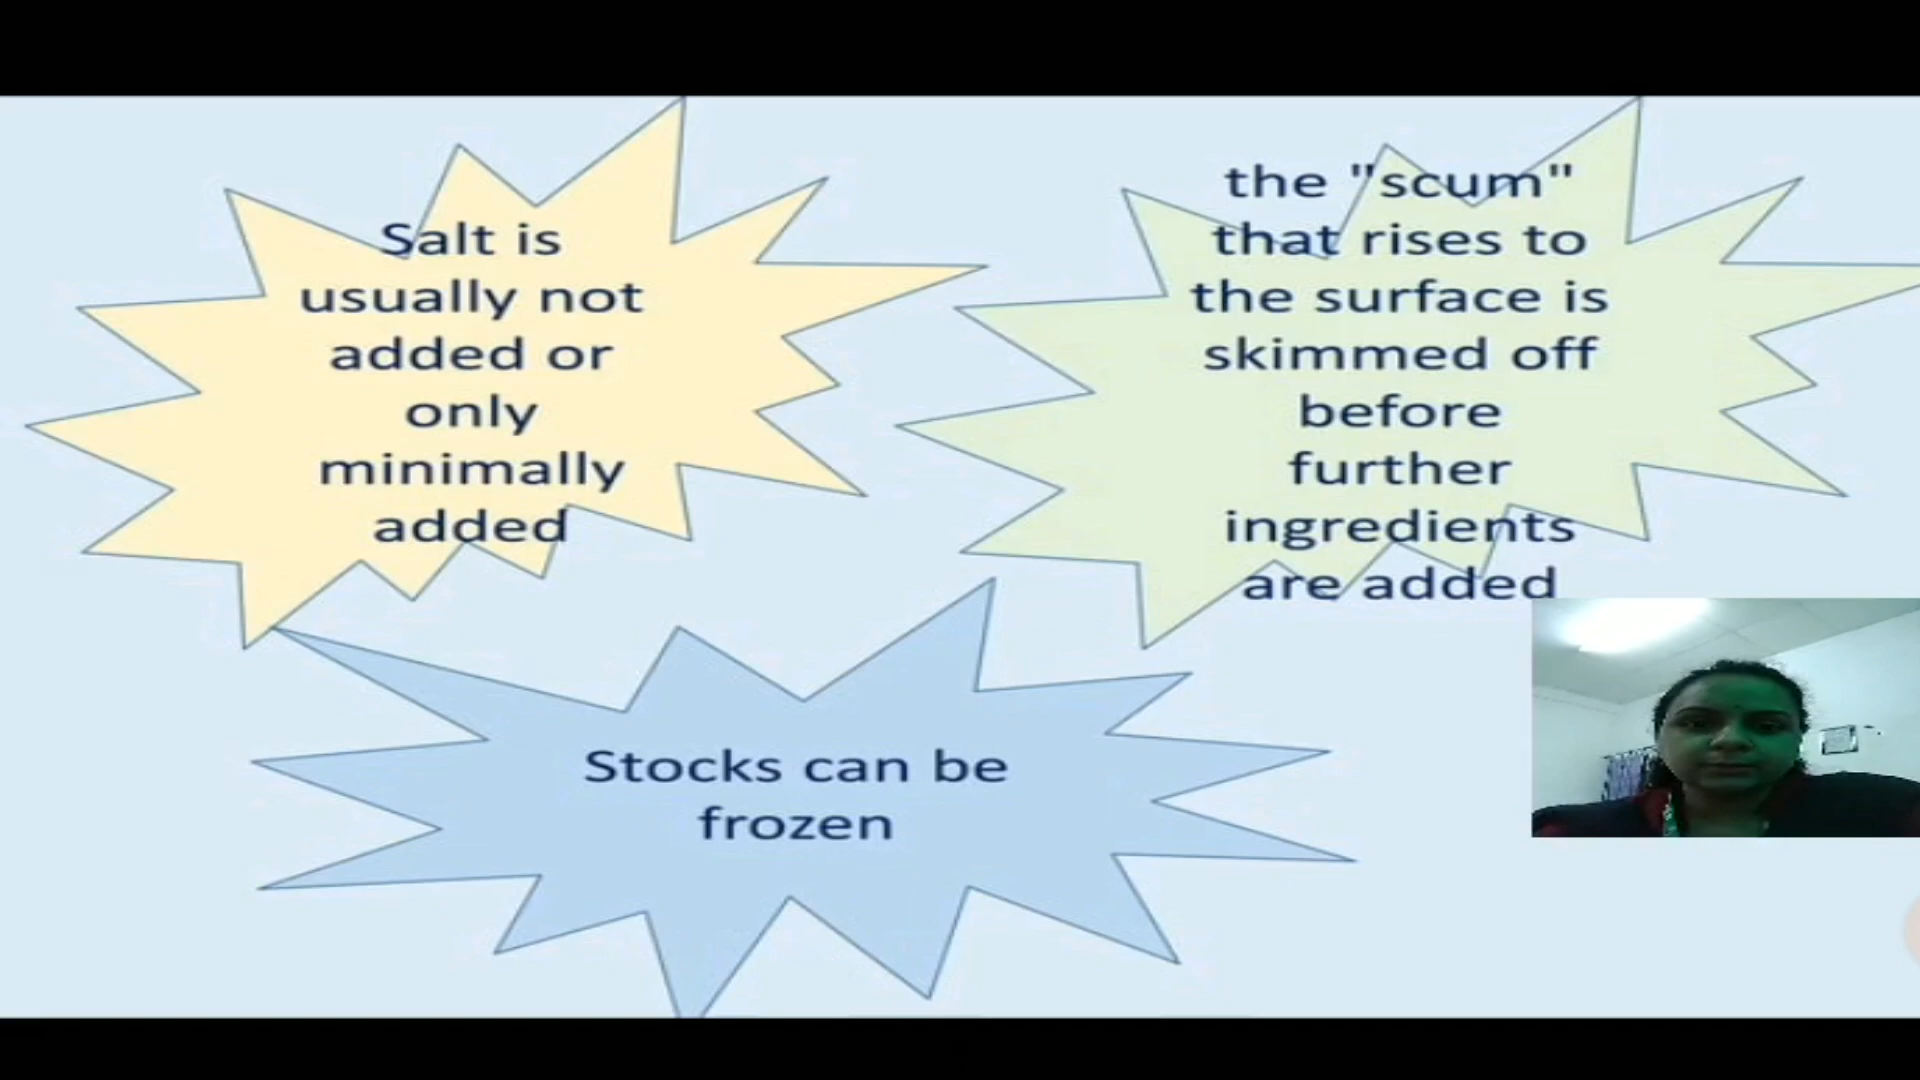 Salt is
usually not
added or
only
minimally
added
the "scum"
that rises to
the surface is
skimmed off
before
further
ingredients
are added
Stocks can be
frozen